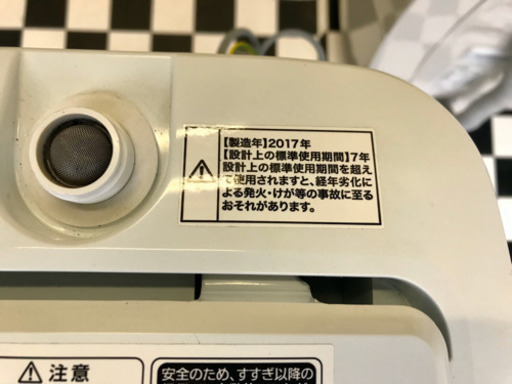 【製造年】2017年
【設計上の標準使用期間】7年
設計上の標準使用期間を超え
て使用されますと、経年劣化に
よる発火・けが等の事故に至る
おそれがあります。
注意
安全のため、すすぎ以降の